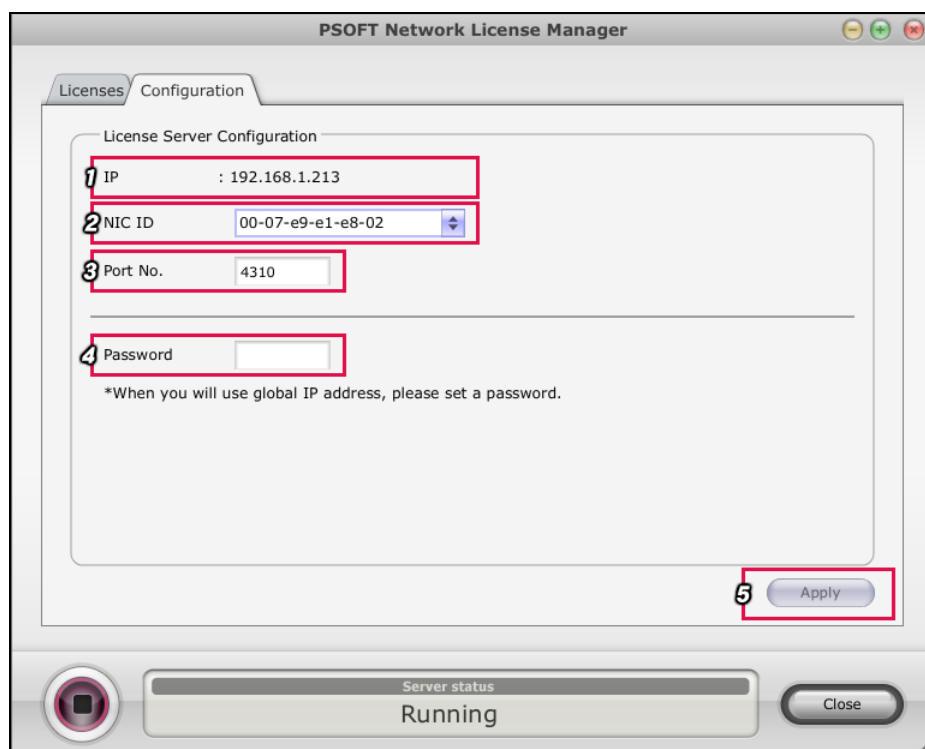 PSOFT Network License Manager
Licenses Configuration
License Server Configuration
1 IP : 192.168.1.213
2 NIC ID 00-07-e9-e1-e8-02
3 Port No. 4310
4 Password
*When you will use global IP address, please set a password.
5 Apply
Server status
Running
Close